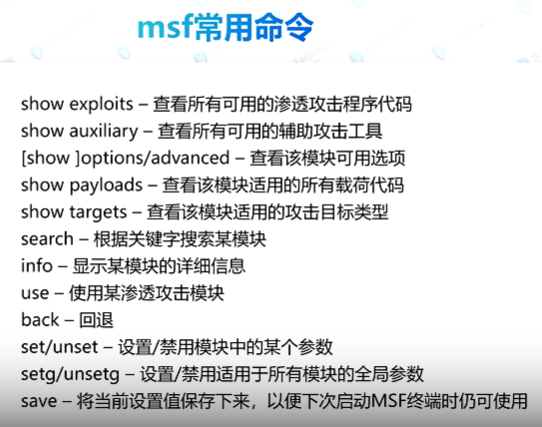 msf常用命令
show exploits – 查看所有可用的渗透攻击程序代码
show auxiliary – 查看所有可用的辅助攻击工具
[show ]options/advanced – 查看该模块可用选项
show payloads – 查看该模块适用的所有载荷代码
show targets – 查看该模块适用的攻击目标类型
search – 根据关键字搜索某模块
info – 显示某模块的详细信息
use – 使用某渗透攻击模块
back – 回退
set/unset – 设置/禁用模块中的某个参数
setg/unsetg – 设置/禁用适用于所有模块的全局参数
save – 将当前设置值保存下来，以便下次启动MSF终端时仍可使用